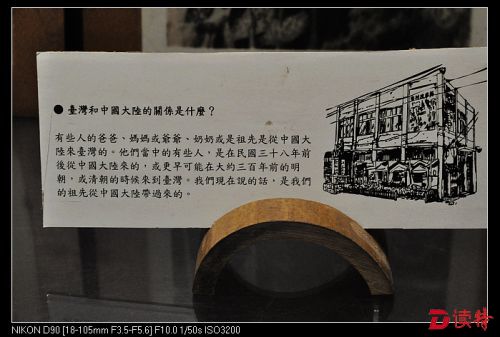 ● 臺灣和中國大陸的關係是什麼？
有些人的爸爸、媽媽或爺爺、奶奶或是祖先是從中國大
陸來臺灣的。他們當中的有些人，是在民國三十八年前
後從中國大陸來的，或更早可能在大約三百年前的明
朝，或清朝的時候來到臺灣。我們現在說的話，是我們
的祖先從中國大陸帶過來的。
NIKON D90 [18-105mm F3.5-F5.6] F10.0 1/50s ISO3200
读特